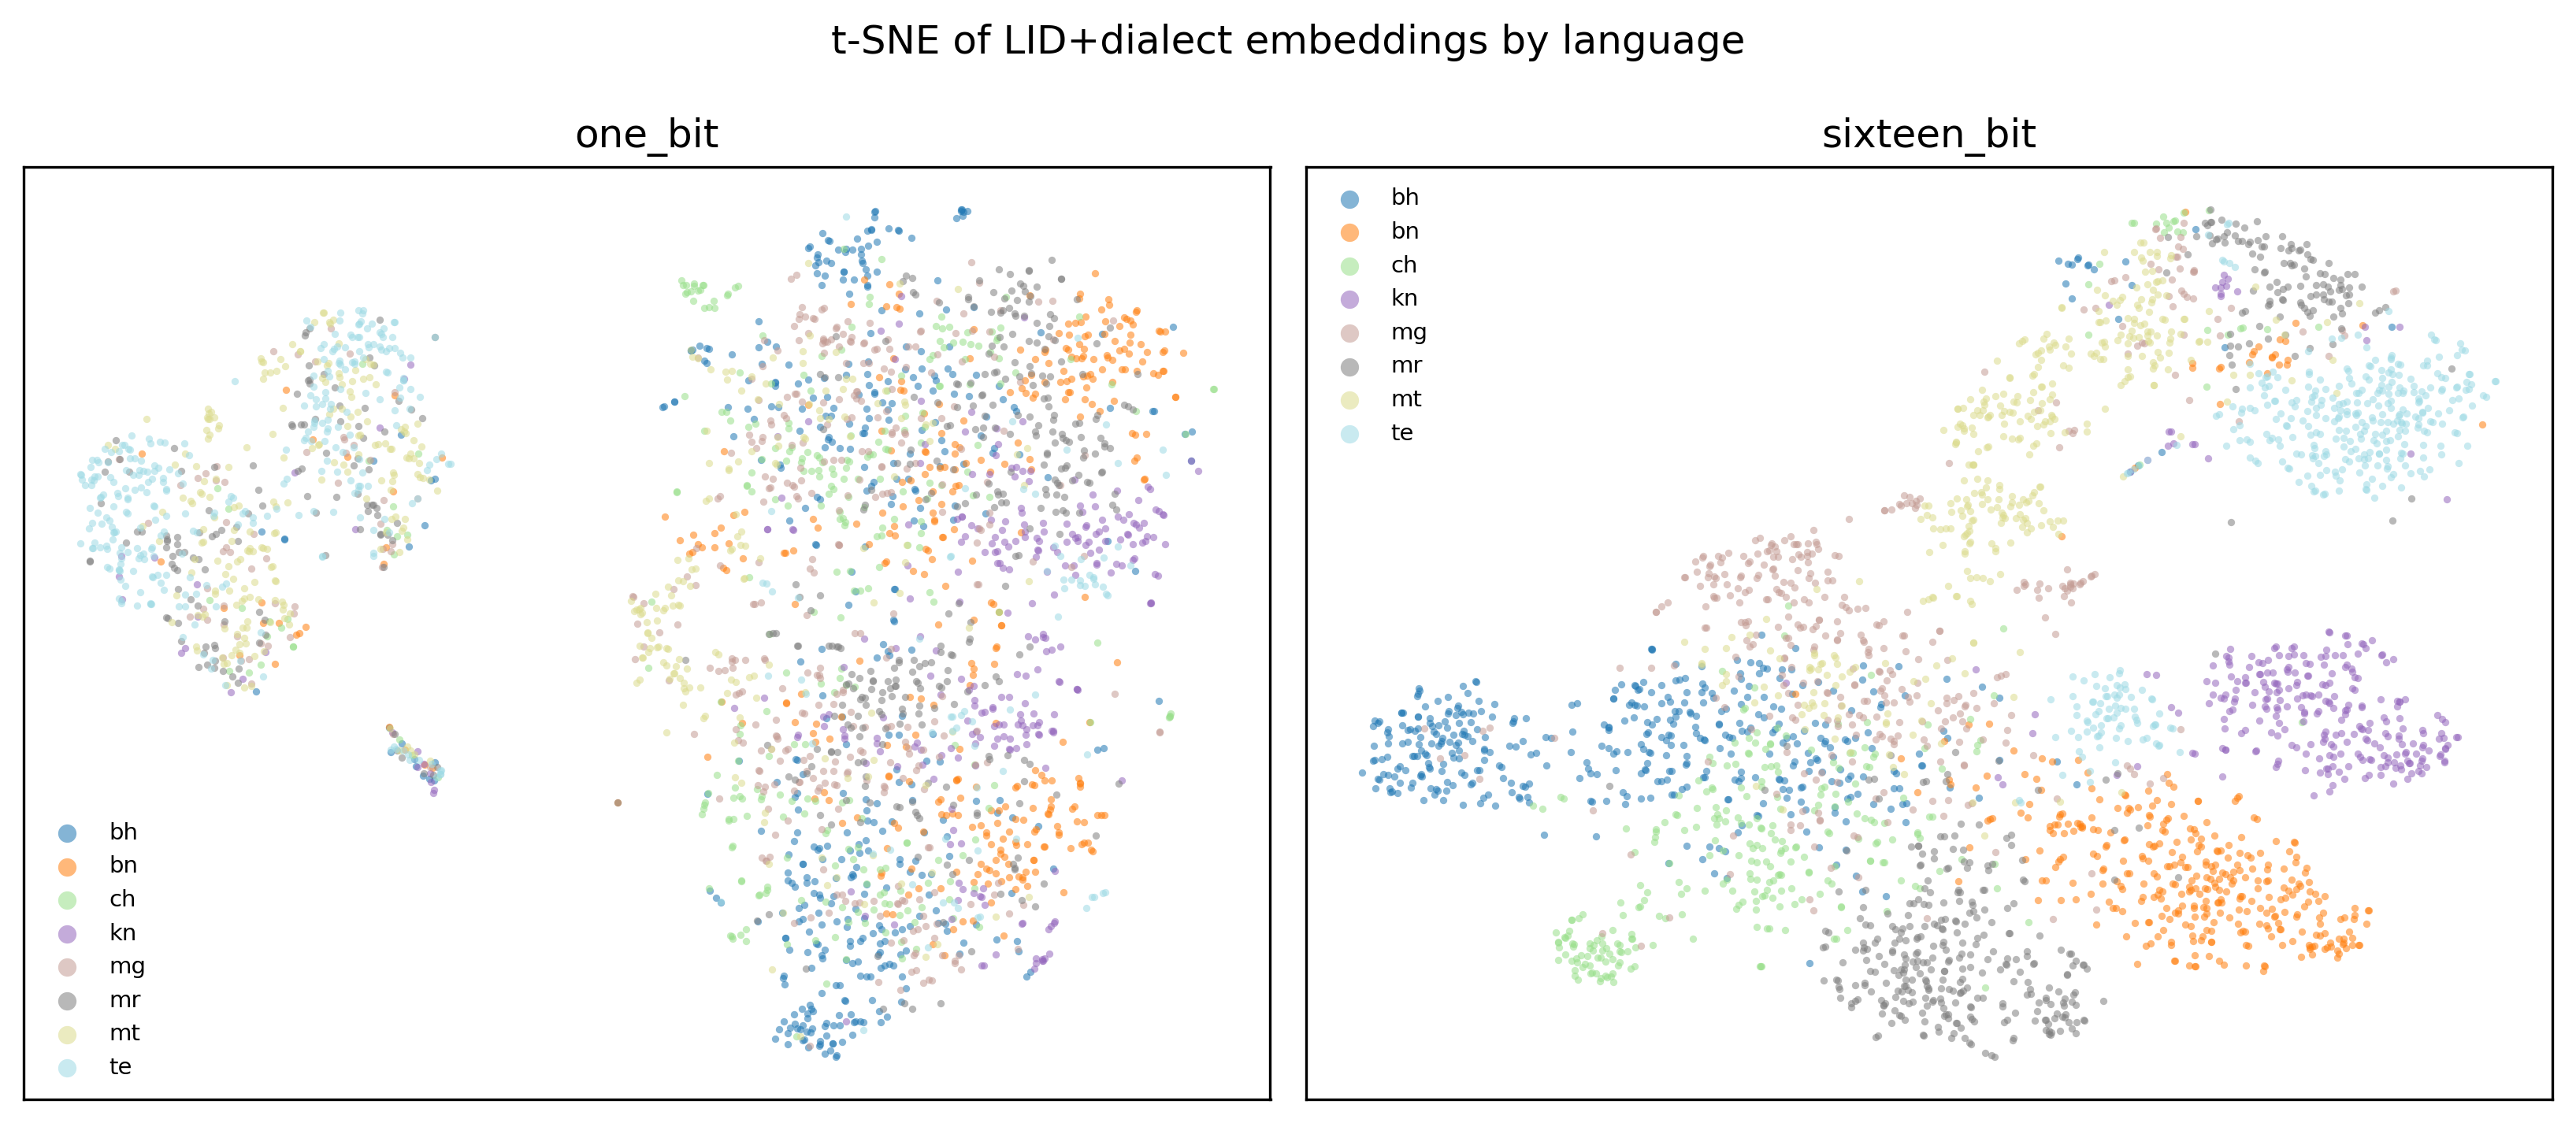 t-SNE of LID+dialect embeddings by language
one_bit
bh
bn
ch
kn
mg
mr
mt
te
sixteen_bit
bh
bn
ch
kn
mg
mr
mt
te